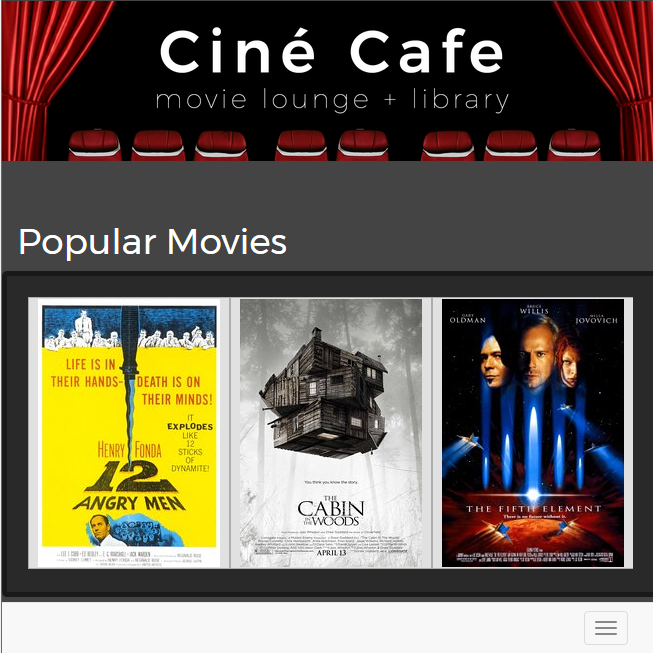 Ciné Cafe
movie lounge + library
Popular Movies
LIFE IS IN
THEIR HANDS- DEATH IS ON
THEIR MINDS!
IT
EXPLODES
LIKE
12
STICKS
OF
DYNAMITE!
HENRY FONDA
12
ANGRY MEN
You think you know the story.
THE
CABIN
IN THE
WOODS
APRIL 13
GARY
OLDMAN
BRUCE
WILLIS
MILLA
JOVOVICH
THE FIFTH ELEMENT
There is no future without it.